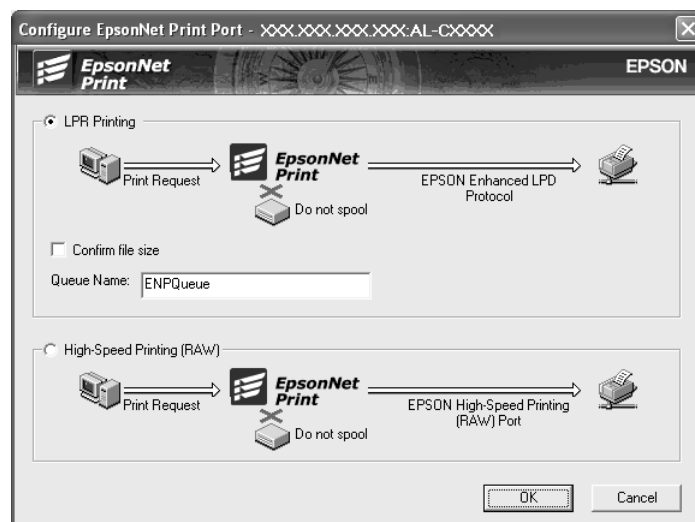 Configure EpsonNet Print Port - XXX.XXX.XXX.XXX:AL-CXXXX
EpsonNet
Print
EPSON
LPR Printing
Print Request
EpsonNet
Print
EPSON Enhanced LPD
Protocol
Do not spool
Confirm file size
Queue Name: ENPQueue
High-Speed Printing (RAW)
Print Request
EpsonNet
Print
EPSON High-Speed Printing
(RAW) Port
Do not spool
OK Cancel